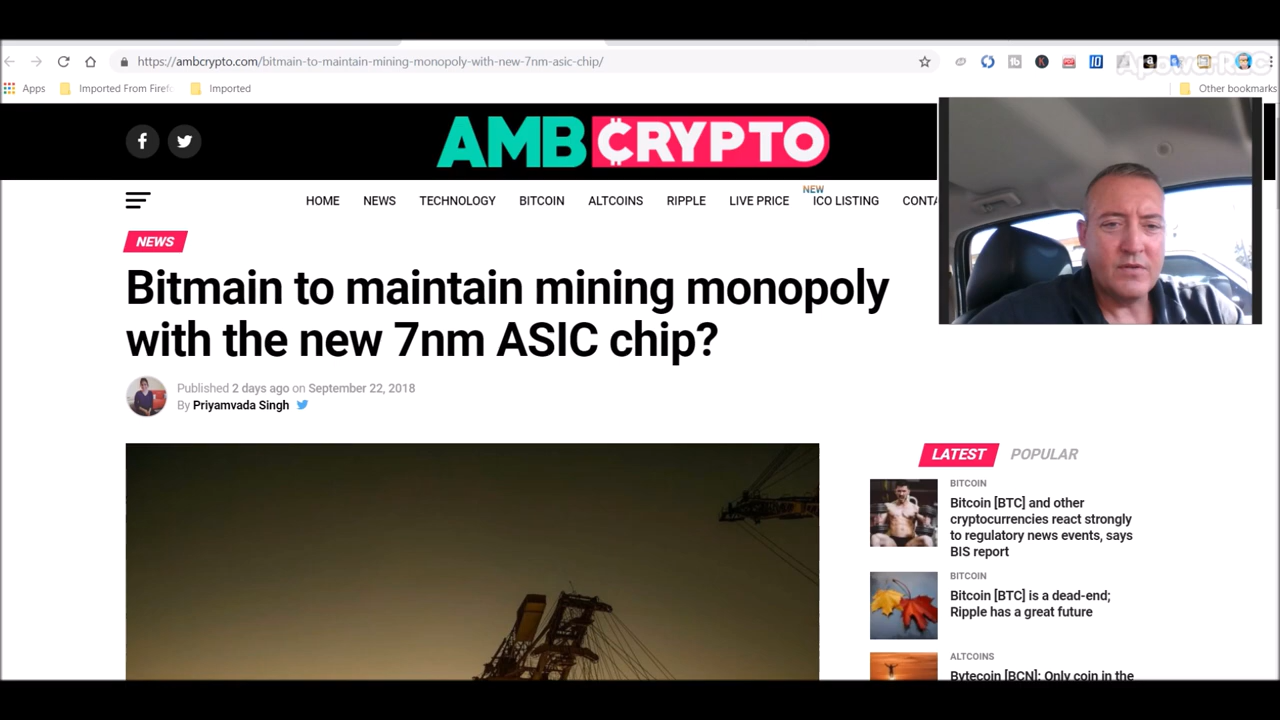 https://ambcrypto.com/bitmain-to-maintain-mining-monopoly-with-new-7nm-asic-chip/
ApowerREC
Apps
Imported From Firef
Imported
Other bookmarks
AMBCRYPTO
HOME
NEWS
TECHNOLOGY
BITCOIN
ALTCOINS
RIPPLE
LIVE PRICE
NEW
ICO LISTING
CONTA
NEWS
Bitmain to maintain mining monopoly
with the new 7nm ASIC chip?
Published 2 days ago on September 22, 2018
By Priyamvada Singh
LATEST
POPULAR
BITCOIN
Bitcoin [BTC] and other
cryptocurrencies react strongly
to regulatory news events, says
BIS report
BITCOIN
Bitcoin [BTC] is a dead-end;
Ripple has a great future
ALTCOINS
Bytecoin [BCN]: Only coin in the